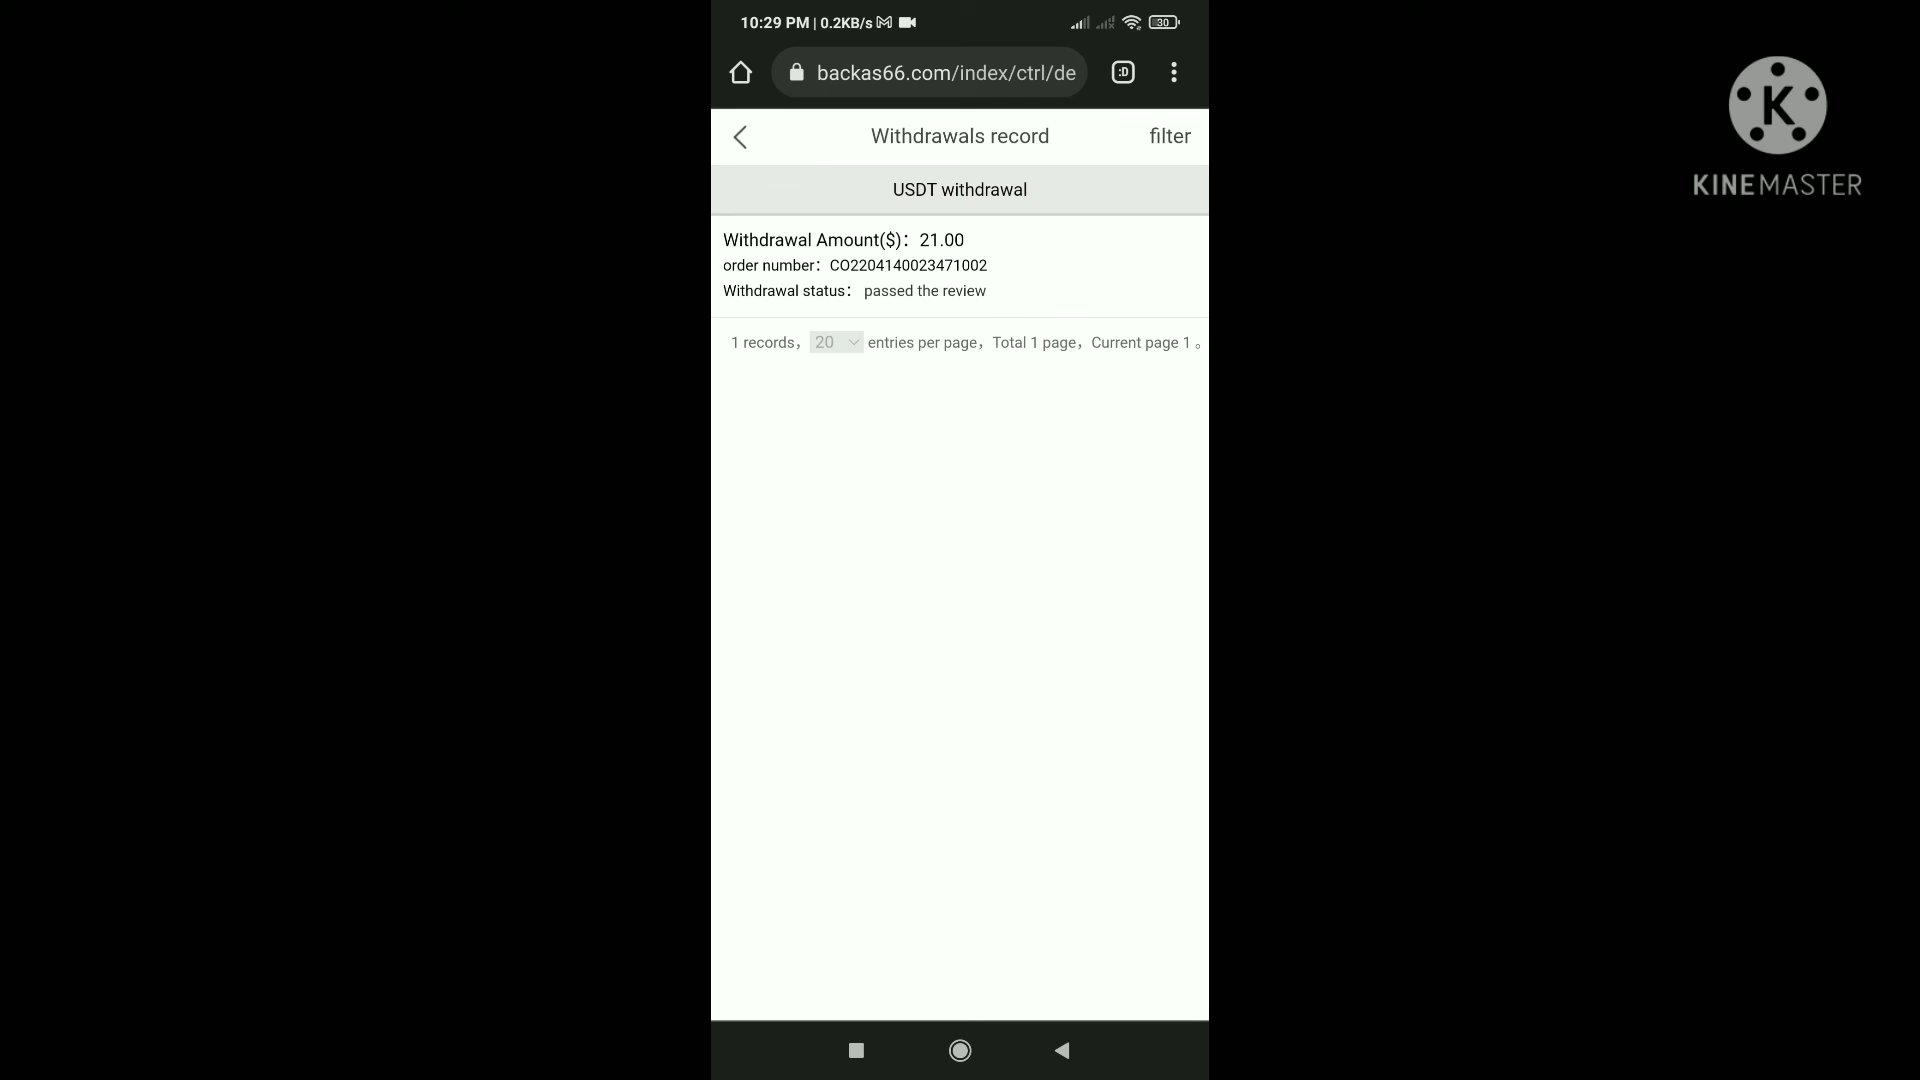 10:29 PM | 0.2KB/s 30
backas66.com/index/ctrl/de :D
Withdrawals record filter
USDT withdrawal
Withdrawal Amount($)：21.00
order number：CO2204140023471002
Withdrawal status： passed the review
1 records，20 entries per page，Total 1 page，Current page 1 。
K
KINEMASTER